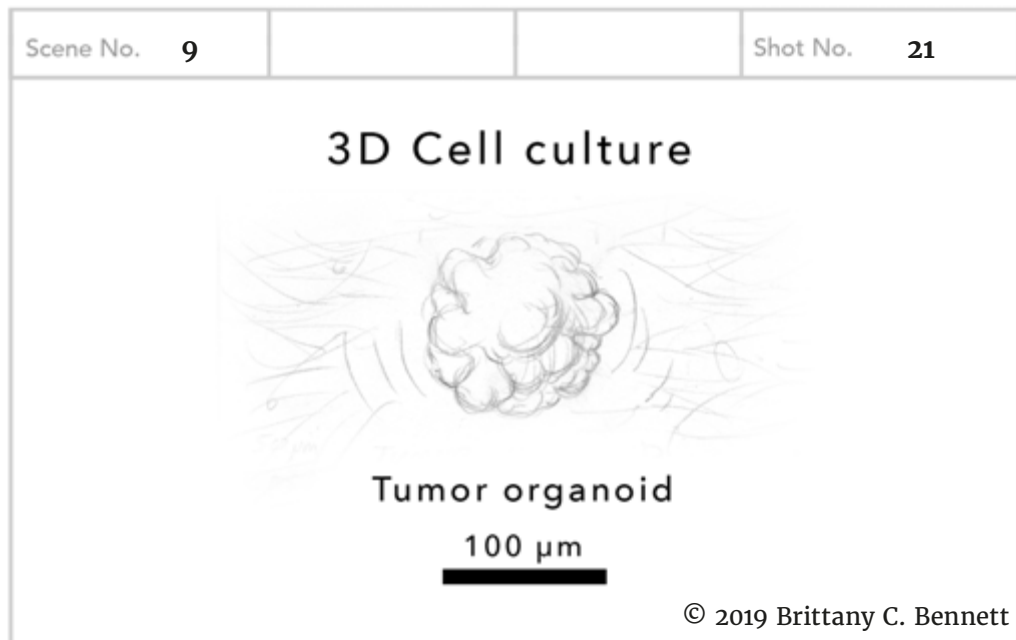 Scene No. 9 Shot No. 21
3D Cell culture
Tumor organoid
100 µm
© 2019 Brittany C. Bennett